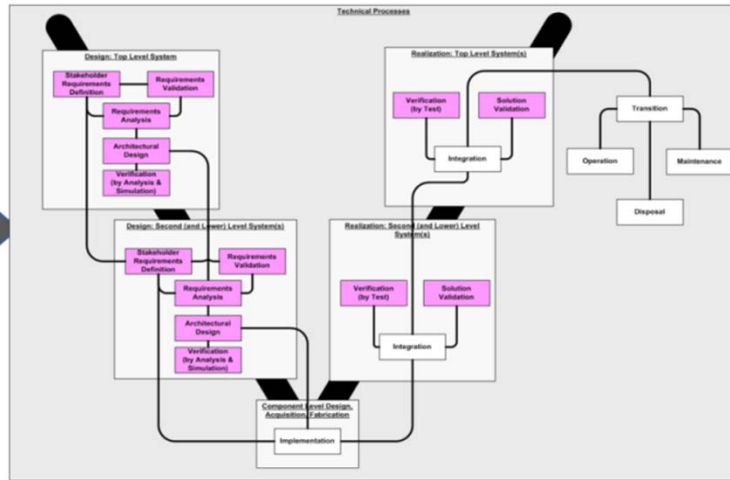 Technical Processes
Design: Top Level System
Stakeholder
Requirements
Definition
Requirements
Validation
Requirements
Analysis
Architectural
Design
Verification
(by Analysis &
Simulation)
Realization: Top Level System(s)
Verification
(by Test)
Solution
Validation
Integration
Transition
Operation
Maintenance
Disposal
Design: Second (and Lower) Level System(s)
Stakeholder
Requirements
Definition
Requirements
Validation
Requirements
Analysis
Architectural
Design
Verification
(by Analysis &
Simulation)
Realization: Second (and Lower) Level
System(s)
Verification
(by Test)
Solution
Validation
Integration
Component Level Design,
Acquisition, Fabrication
Implementation